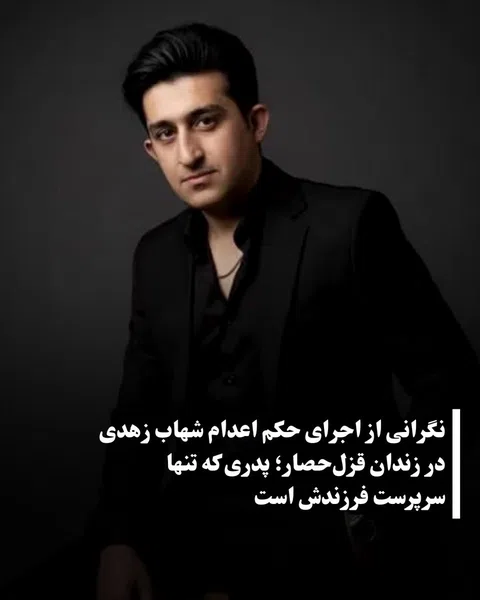 نگرانی از اجرای حکم اعدام شهاب زهدی
در زندان قزل‌حصار؛ پدری که تنها
سرپرست فرزندش است